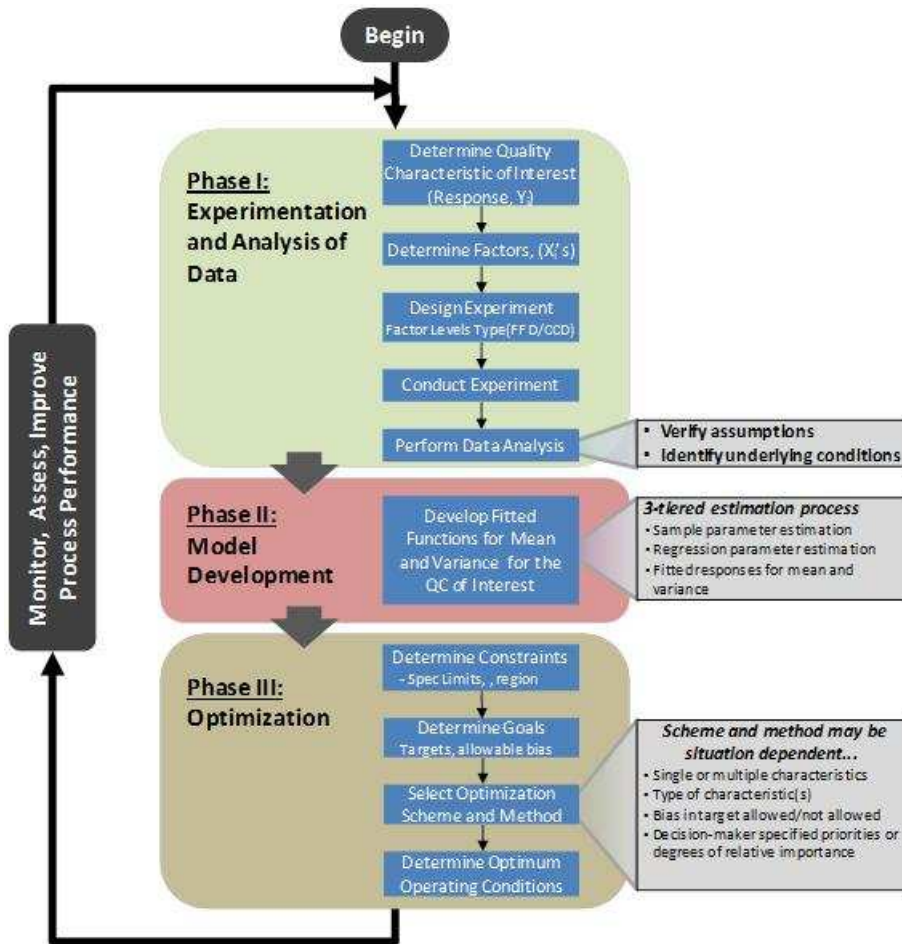 Begin
Phase I:
Experimentation
and Analysis of
Data
Determine Quality
Characteristic of Interest
(Response, Yᵢ)
Determine Factors, (Xᵢ's)
Design Experiment
Factor Levels Type(FFD/CCD)
Conduct Experiment
Perform Data Analysis
▪ Verify assumptions
▪ Identify underlying conditions
Monitor, Assess, Improve
Process Performance
Phase II:
Model
Development
Develop Fitted
Functions for Mean
and Variance for the
QC of Interest
3-tiered estimation process
• Sample parameter estimation
• Regression parameter estimation
• Fitted responses for mean and
variance
Phase III:
Optimization
Determine Constraints
- Spec Limits, , region
Determine Goals
Targets, allowable bias
Select Optimization
Scheme and Method
Determine Optimum
Operating Conditions
Scheme and method may be
situation dependent...
• Single or multiple characteristics
• Type of characteristic(s)
• Bias in target allowed/not allowed
• Decision-maker specified priorities or
degrees of relative importance